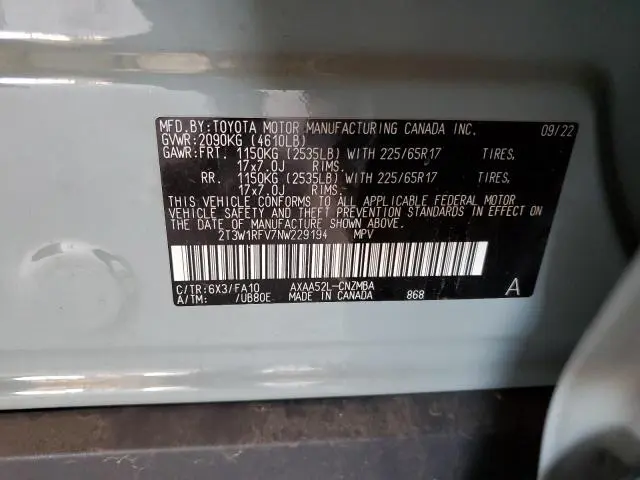 MFD.BY:TOYOTA MOTOR MANUFACTURING CANADA INC. 09/22
GVWR:2090KG (4610LB)
GAWR:FRT. 1150KG (2535LB) WITH 225/65R17 TIRES.
17x7.0J RIMS.
RR. 1150KG (2535LB) WITH 225/65R17 TIRES.
17x7.0J RIMS.
THIS VEHICLE CONFORMS TO ALL APPLICABLE FEDERAL MOTOR
VEHICLE SAFETY AND THEFT PREVENTION STANDARDS IN EFFECT ON
THE DATE OF MANUFACTURE SHOWN ABOVE.
2T3W1RFV7NW229194 MPV
C/TR:6X3/FA10 AXAA52L-CNZMBA
A/TM: /UB80E MADE IN CANADA 868 A